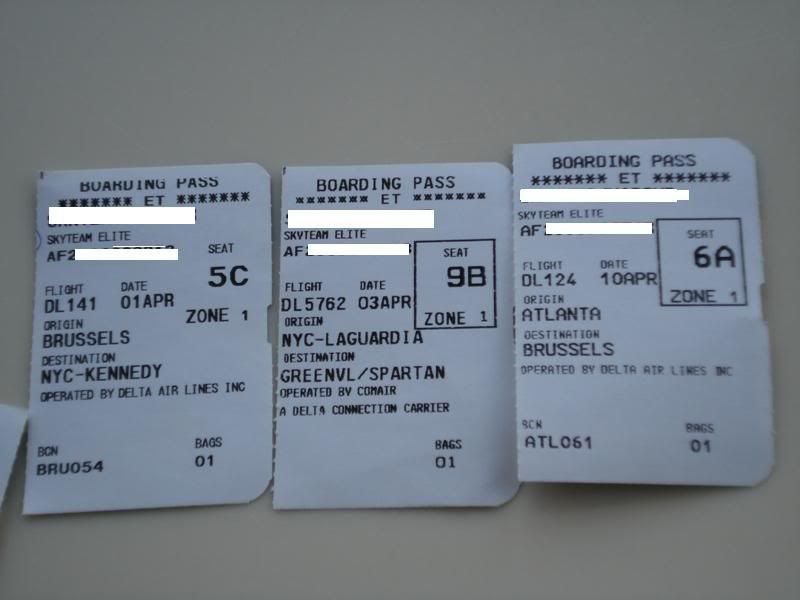 BOARDING PASS
******* ET *******
SKYTEAM ELITE
AF2
SEAT
5C
FLIGHT DATE
DL141 01APR
ZONE 1
ORIGIN
BRUSSELS
DESTINATION
NYC-KENNEDY
OPERATED BY DELTA AIR LINES INC
BCN BAGS
BRU054 01
BOARDING PASS
******* ET *******
SKYTEAM ELITE
AF2
SEAT
9B
FLIGHT DATE
DL5762 03APR
ORIGIN
ZONE 1
NYC-LAGUARDIA
DESTINATION
GREENVL/SPARTAN
OPERATED BY COMAIR
A DELTA CONNECTION CARRIER
BAGS
01
BOARDING PASS
******* ET *******
SKYTEAM ELITE
AF2
SEAT
6A
FLIGHT DATE
DL124 10APR
ZONE 1
ORIGIN
ATLANTA
DESTINATION
BRUSSELS
OPERATED BY DELTA AIR LINES INC
BCN BAGS
ATL061 01